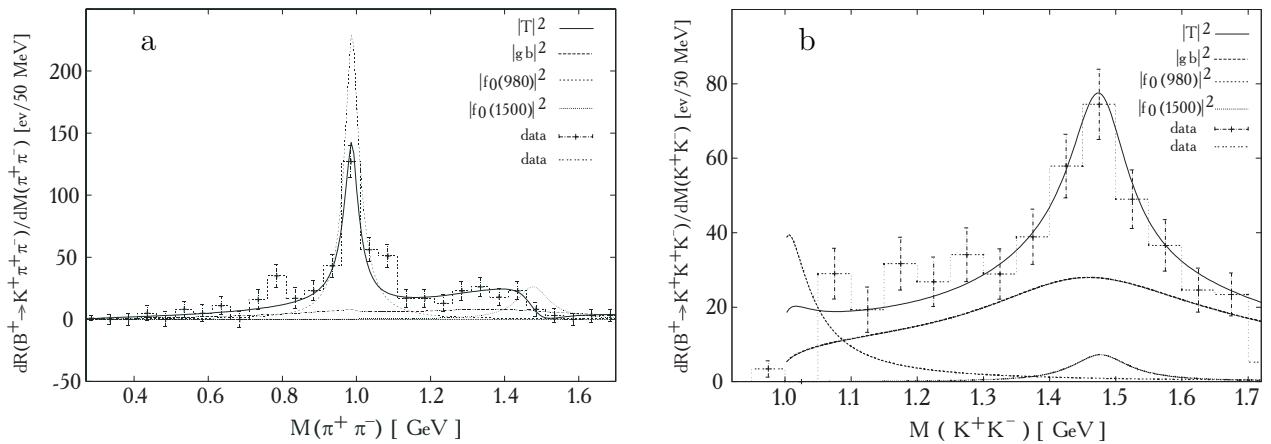 a
|T|²
|gb|²
|f₀(980)|²
|f₀(1500)|²
data
data
dR(B⁺→K⁺π⁺π⁻)/dM(π⁺π⁻) [ev/50 MeV]
200
150
100
50
0
-50
0.4 0.6 0.8 1.0 1.2 1.4 1.6
M(π⁺ π⁻) [ GeV ]
b
|T|²
|gb|²
|f₀(980)|²
|f₀(1500)|²
data
data
dR(B⁺→K⁺K⁺K⁻)/dM(K⁺K⁻) [ev/50 MeV]
80
60
40
20
0
1.0 1.1 1.2 1.3 1.4 1.5 1.6 1.7
M ( K⁺K⁻ ) [ GeV ]